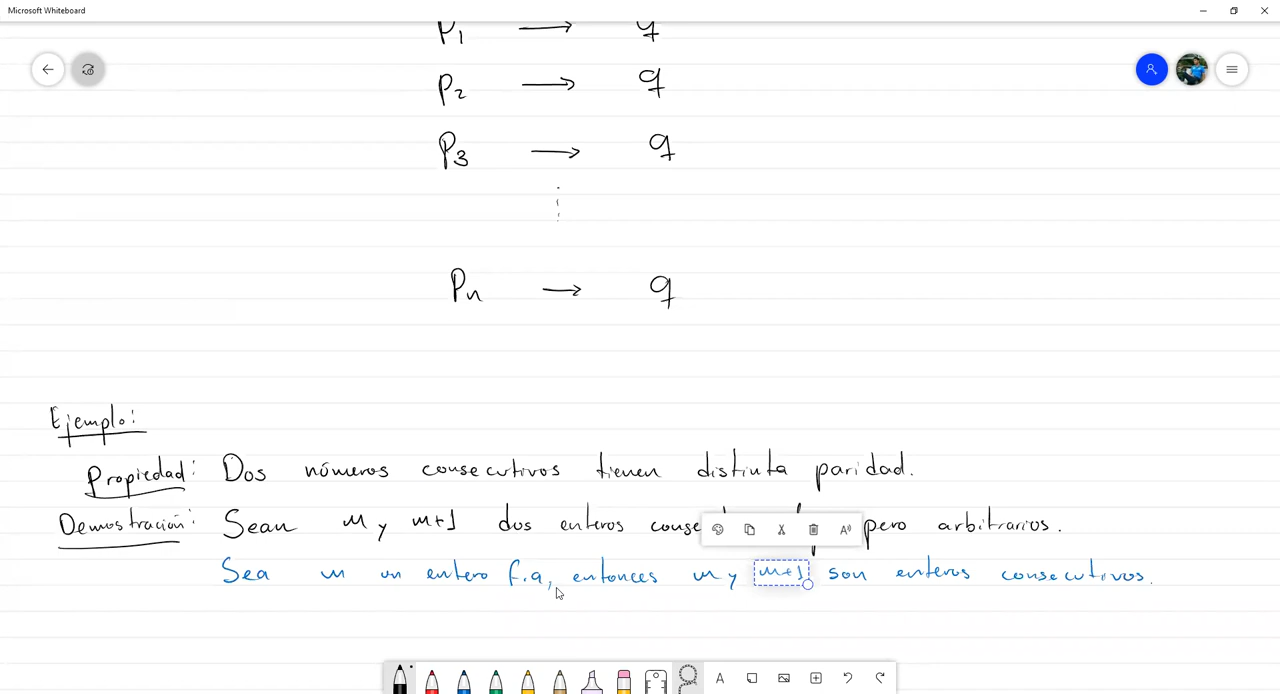 Microsoft Whiteboard
P1 → q
P2 → q
P3 → q
Pn → q
Ejemplo:
Propiedad: Dos números consecutivos tienen distinta paridad.
Demostración: Sean m y m+1 dos enteros conse pero arbitrarios.
Sea m un entero f.a, entonces m y m+1 son enteros consecutivos.